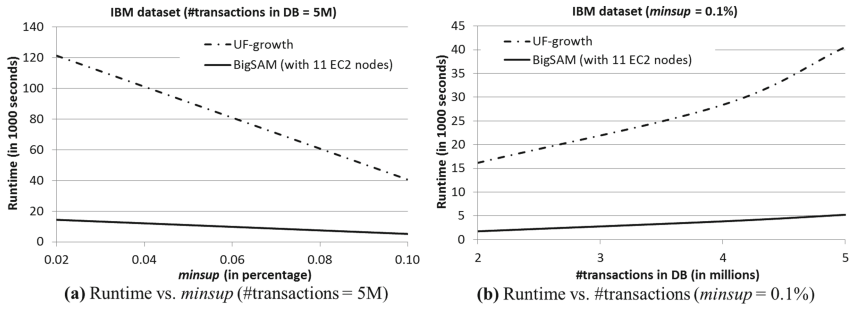 IBM dataset (#transactions in DB = 5M)
140
120
100
80
60
40
20
0
Runtime (in 1000 seconds)
UF-growth
BigSAM (with 11 EC2 nodes)
0.02 0.04 0.06 0.08 0.10
minsup (in percentage)
(a) Runtime vs. minsup (#transactions = 5M)
IBM dataset (minsup = 0.1%)
45
40
35
30
25
20
15
10
5
0
Runtime (in 1000 seconds)
UF-growth
BigSAM (with 11 EC2 nodes)
2 3 4 5
#transactions in DB (in millions)
(b) Runtime vs. #transactions (minsup = 0.1%)